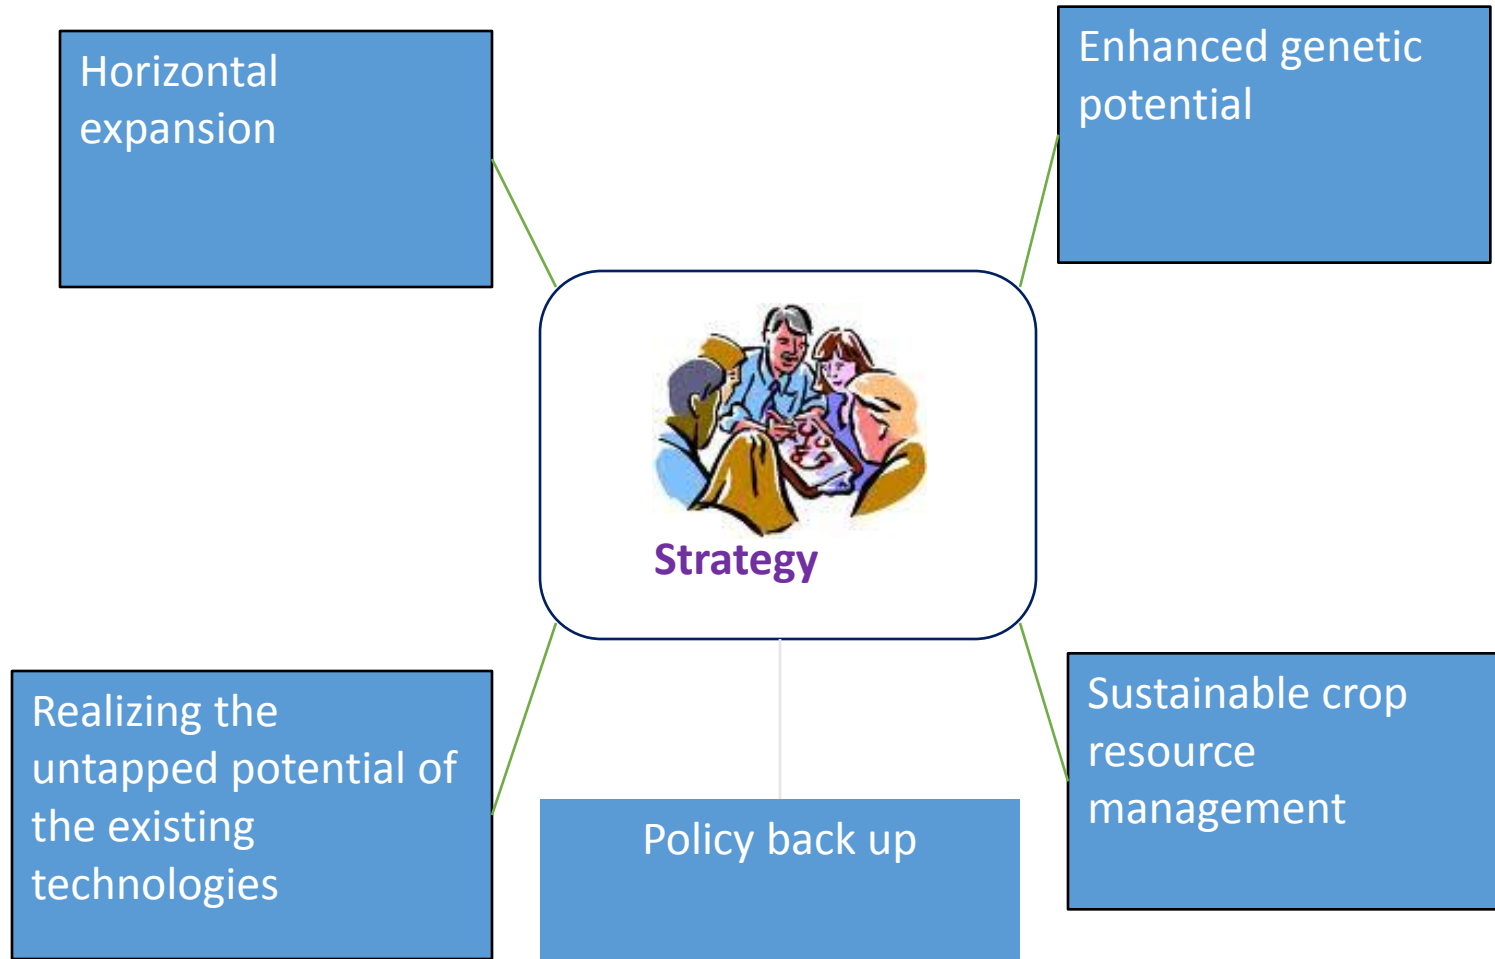 Horizontal
expansion
Enhanced genetic
potential
Strategy
Realizing the
untapped potential of
the existing
technologies
Policy back up
Sustainable crop
resource
management